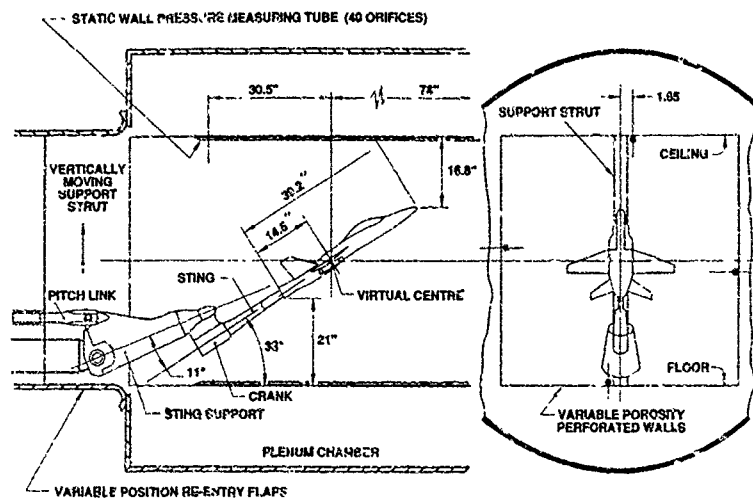 STATIC WALL PRESSURE MEASURING TUBE (40 ORIFICES)
30.5"
74"
1.65
SUPPORT STRUT
CEILING
VERTICALLY
MOVING
SUPPORT
STRUT
16.8"
30.2"
14.6"
STING
PITCH LINK
VIRTUAL CENTRE
33°
21"
11°
CRANK
STING SUPPORT
FLOOR
VARIABLE POROSITY
PERFORATED WALLS
PLENUM CHAMBER
VARIABLE POSITION RE-ENTRY FLAPS